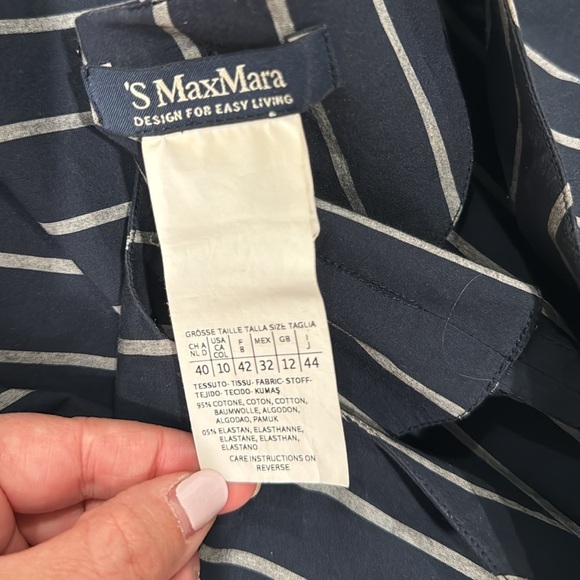 'S MaxMara
DESIGN FOR EASY LIVING
GRÖSSE TAILLE TALLA SIZE TAGLIA
CH A NL D USA CA COL F B MEX GB I J
40 10 42 32 12 44
TESSUTO- TISSU- FABRIC- STOFF-
TEJIDO- TECIDO- KUMAŞ
95% COTONE, COTON, COTTON,
BAUMWOLLE, ALGODON,
ALGODAO, PAMUK
05% ELASTAN, ELASTHANNE,
ELASTANE, ELASTHAN,
ELASTANO
CARE INSTRUCTIONS ON
REVERSE